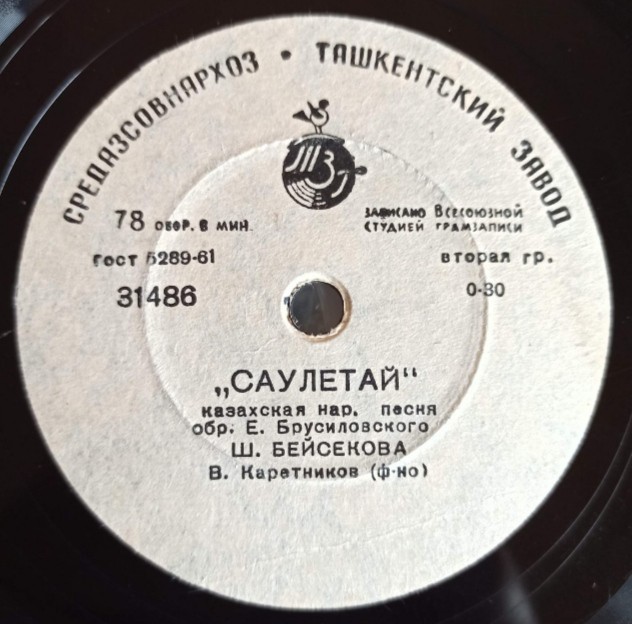 СРЕДАЗСОВНАРХОЗ • ТАШКЕНТСКИЙ ЗАВОД
ТЗГ
78 обор. в мин.
ЗАПИСАНО ВСЕСОЮЗНОЙ
СТУДИЕЙ ГРАМЗАПИСИ
гост 5289-61
вторая гр.
31486
0-30
„САУЛЕТАЙ“
казахская нар. песня
обр. Е. Брусиловского
Ш. БЕЙСЕКОВА
В. Каретников (ф-но)